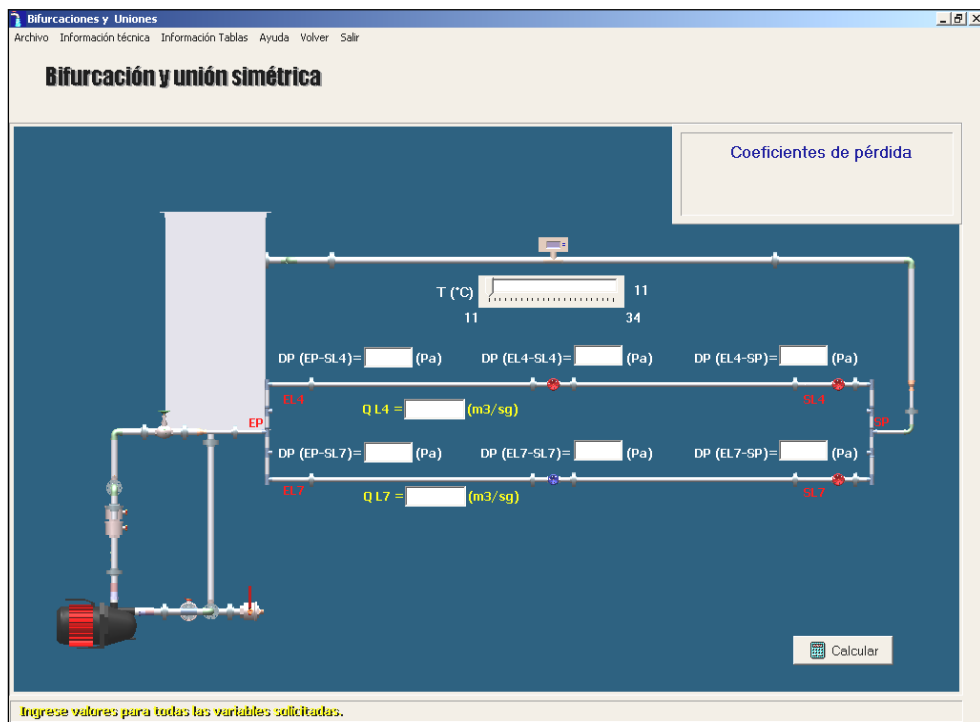 Bifurcaciones y Uniones
Archivo Información técnica Información Tablas Ayuda Volver Salir
Bifurcación y unión simétrica
Coeficientes de pérdida
T (°C) 11
11 34
DP (EP-SL4)= (Pa) DP (EL4-SL4)= (Pa) DP (EL4-SP)= (Pa)
EL4 SL4
Q L4 = (m3/sg)
EP SP
DP (EP-SL7)= (Pa) DP (EL7-SL7)= (Pa) DP (EL7-SP)= (Pa)
EL7 SL7
Q L7 = (m3/sg)
Calcular
Ingrese valores para todas las variables solicitadas.